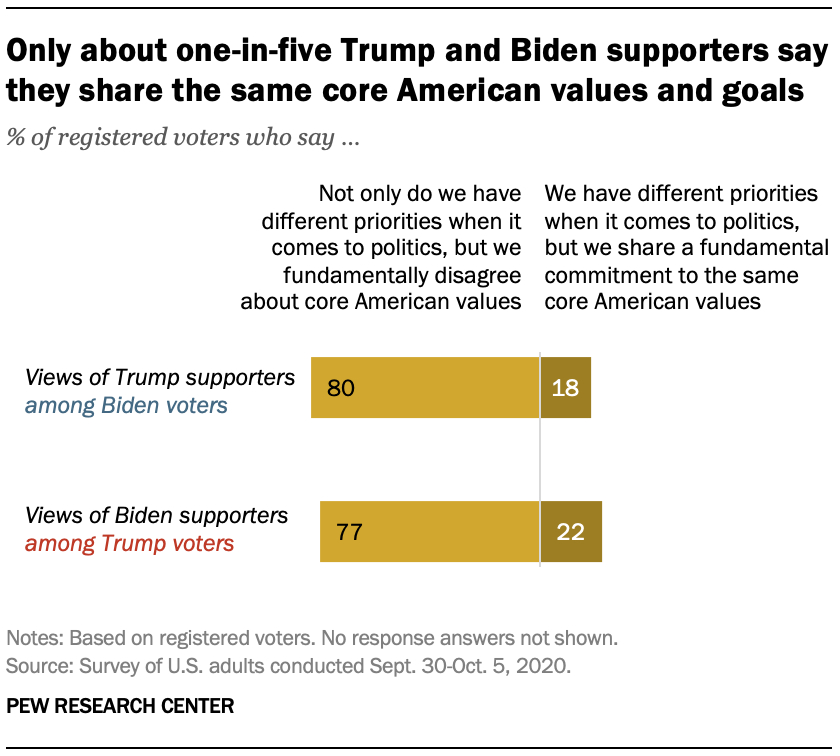 Only about one-in-five Trump and Biden supporters say
they share the same core American values and goals
% of registered voters who say ...
Not only do we have
different priorities when it
comes to politics, but we
fundamentally disagree
about core American values
We have different priorities
when it comes to politics,
but we share a fundamental
commitment to the same
core American values
Views of Trump supporters
among Biden voters
80
18
Views of Biden supporters
among Trump voters
77
22
Notes: Based on registered voters. No response answers not shown.
Source: Survey of U.S. adults conducted Sept. 30-Oct. 5, 2020.
PEW RESEARCH CENTER